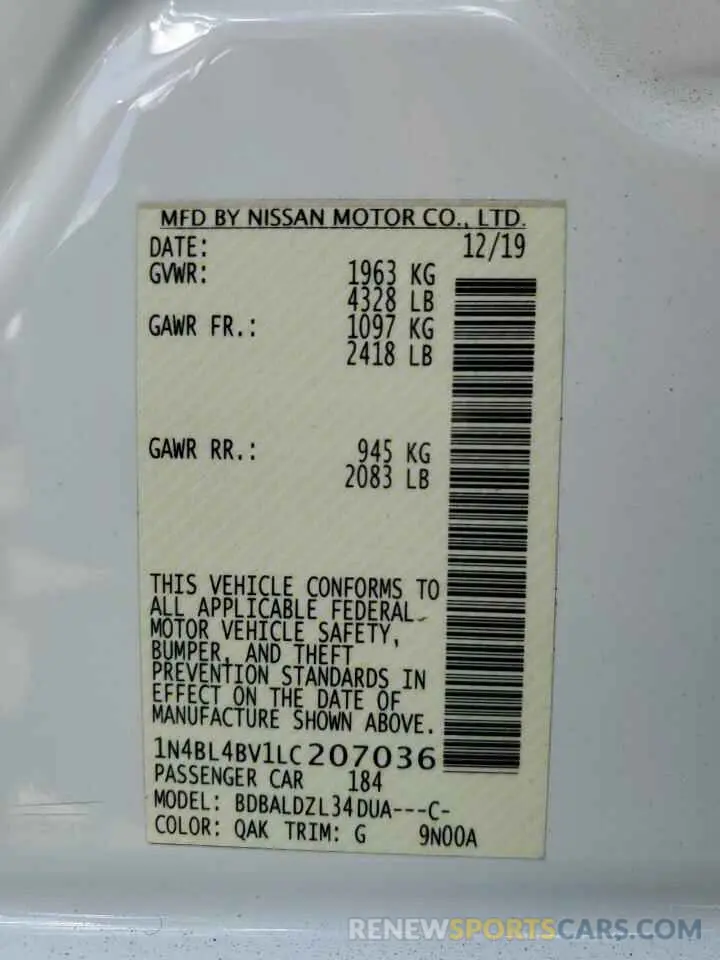 MFD BY NISSAN MOTOR CO., LTD.
DATE: 12/19
GVWR: 1963 KG
4328 LB
GAWR FR.: 1097 KG
2418 LB
GAWR RR.: 945 KG
2083 LB
THIS VEHICLE CONFORMS TO
ALL APPLICABLE FEDERAL
MOTOR VEHICLE SAFETY,
BUMPER, AND THEFT
PREVENTION STANDARDS IN
EFFECT ON THE DATE OF
MANUFACTURE SHOWN ABOVE.
1N4BL4BV1LC207036
PASSENGER CAR 184
MODEL: BDBALDZL34DUA---C-
COLOR: QAK TRIM: G 9N00A
RENEWSPORTSCARS.COM